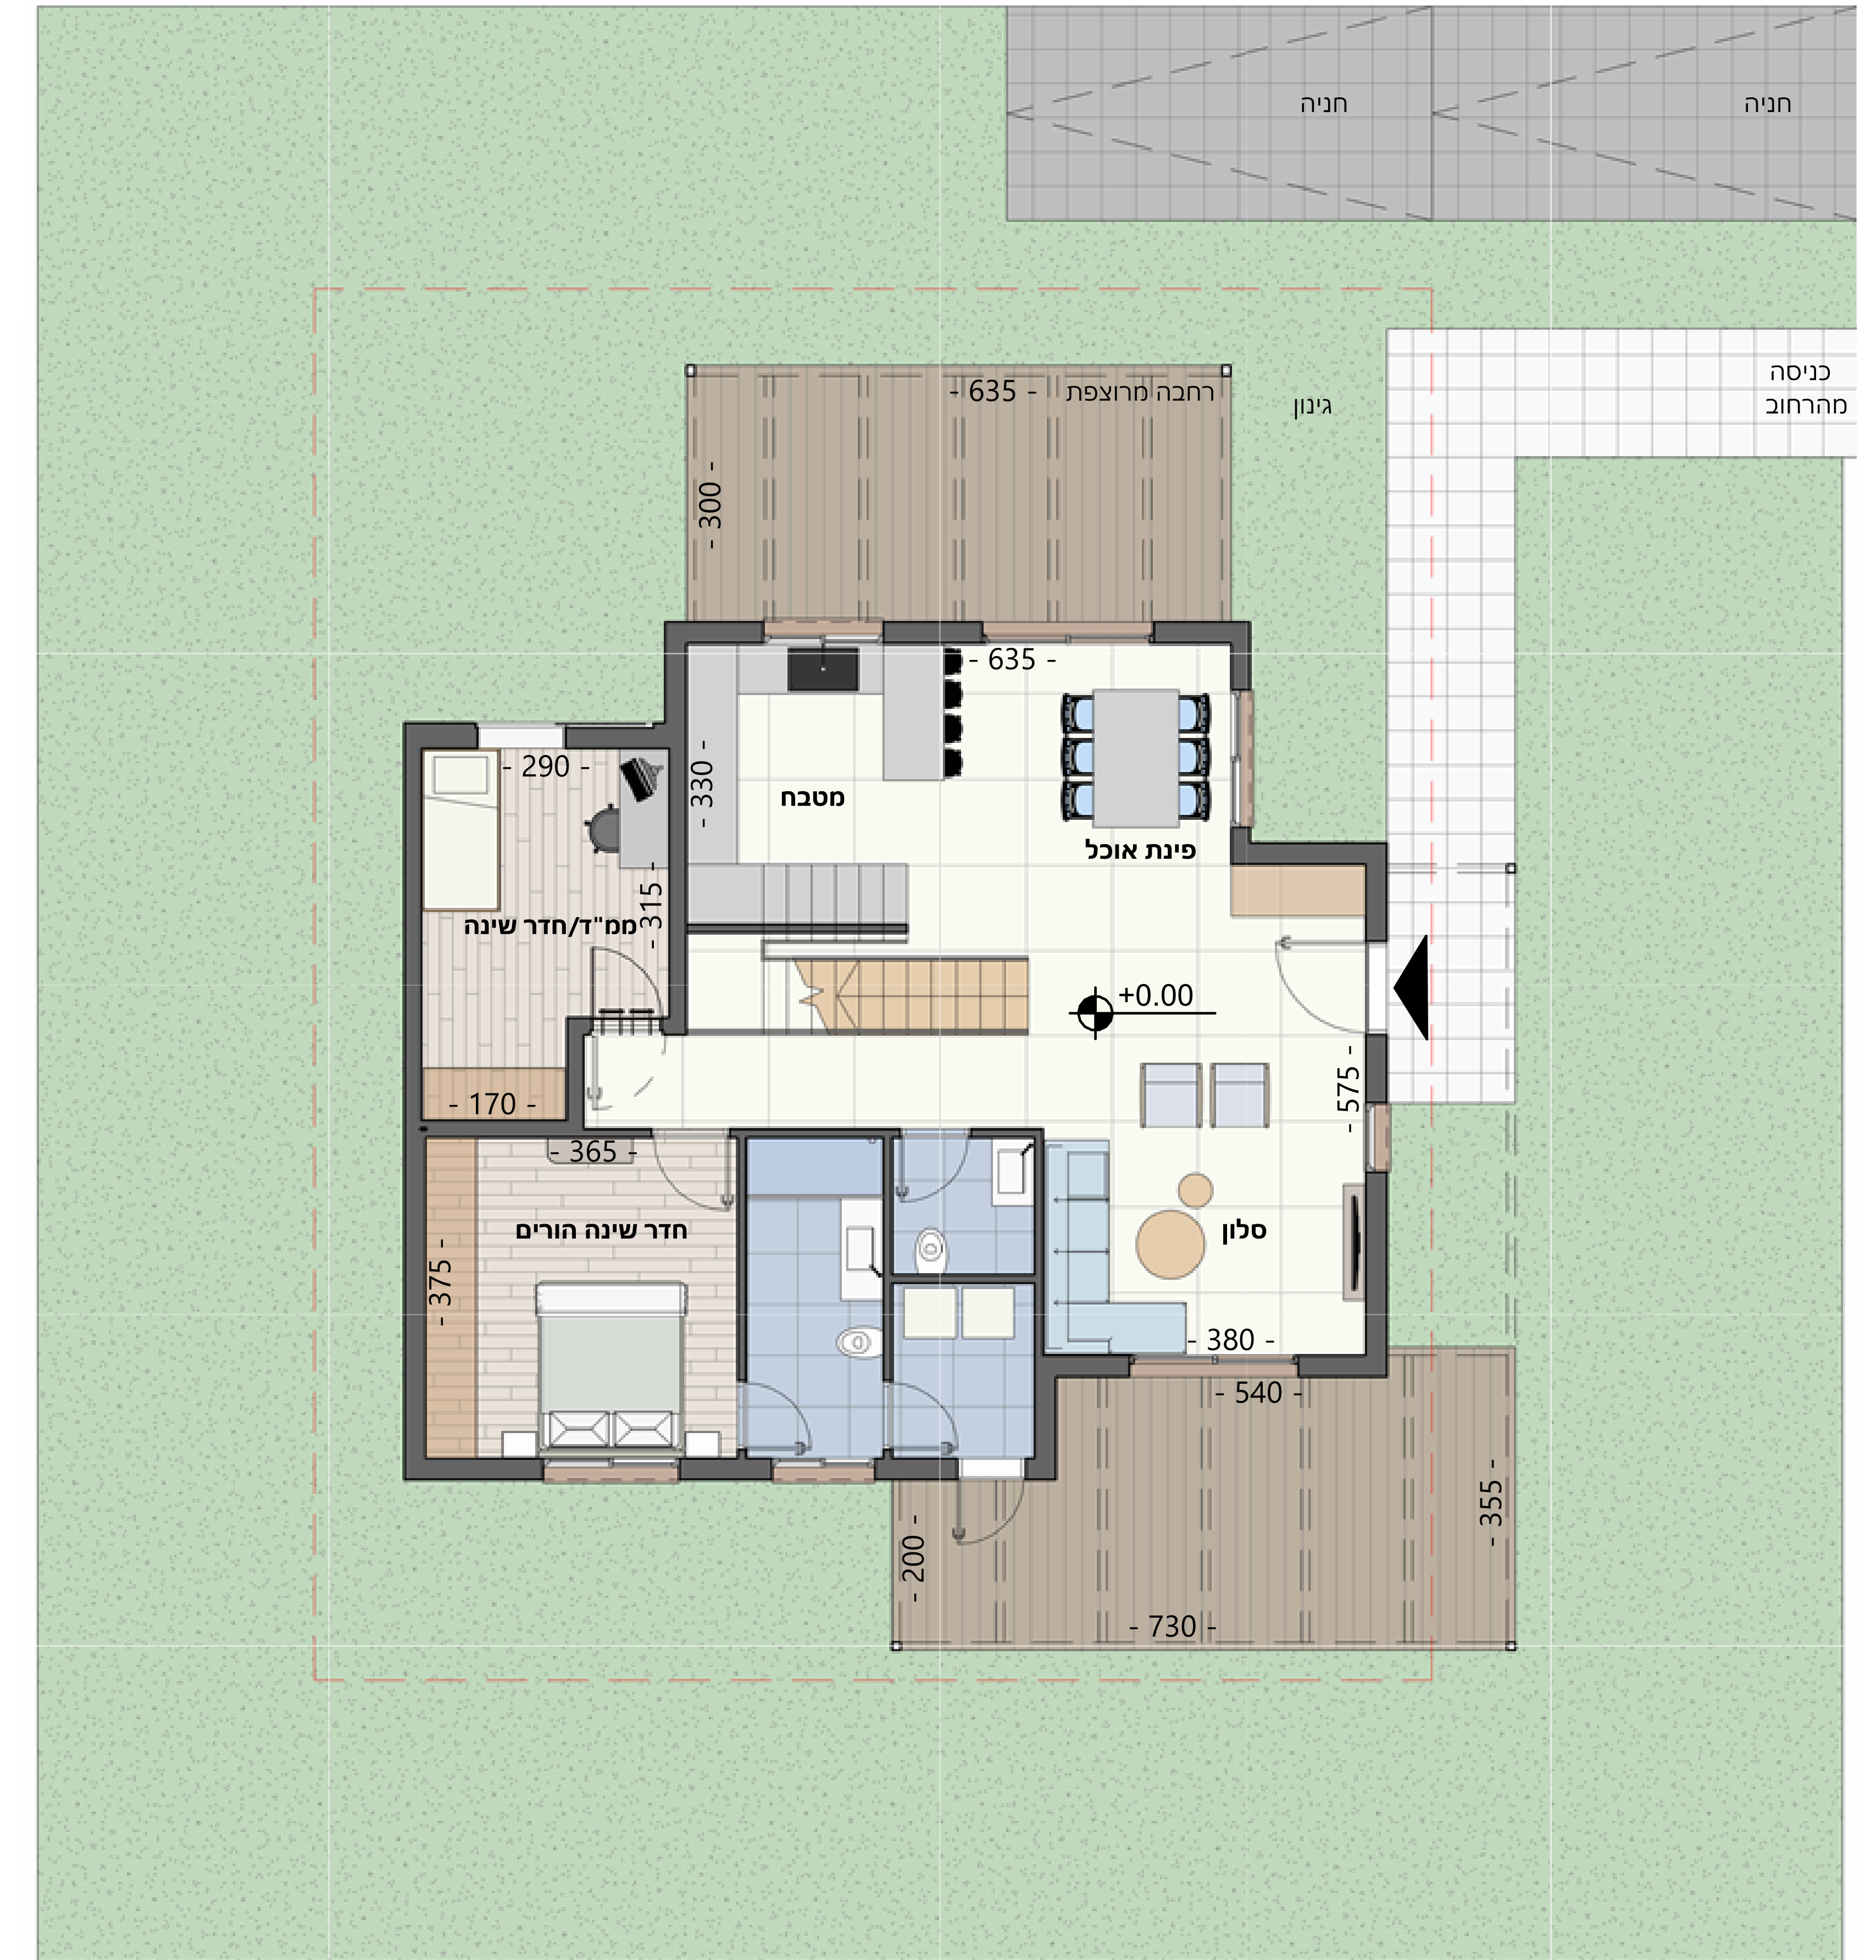 חניה
חניה
כניסה
מהרחוב
גינון
- 635 -
רחבה מרוצפת
- 300 -
- 635 -
- 330 -
מטבח
פינת אוכל
- 290 -
- 315 -
ממ"ד/חדר שינה
- 170 -
+0.00
- 575 -
- 365 -
חדר שינה הורים
- 375 -
סלון
- 380 -
- 540 -
- 355 -
- 200 -
- 730 -